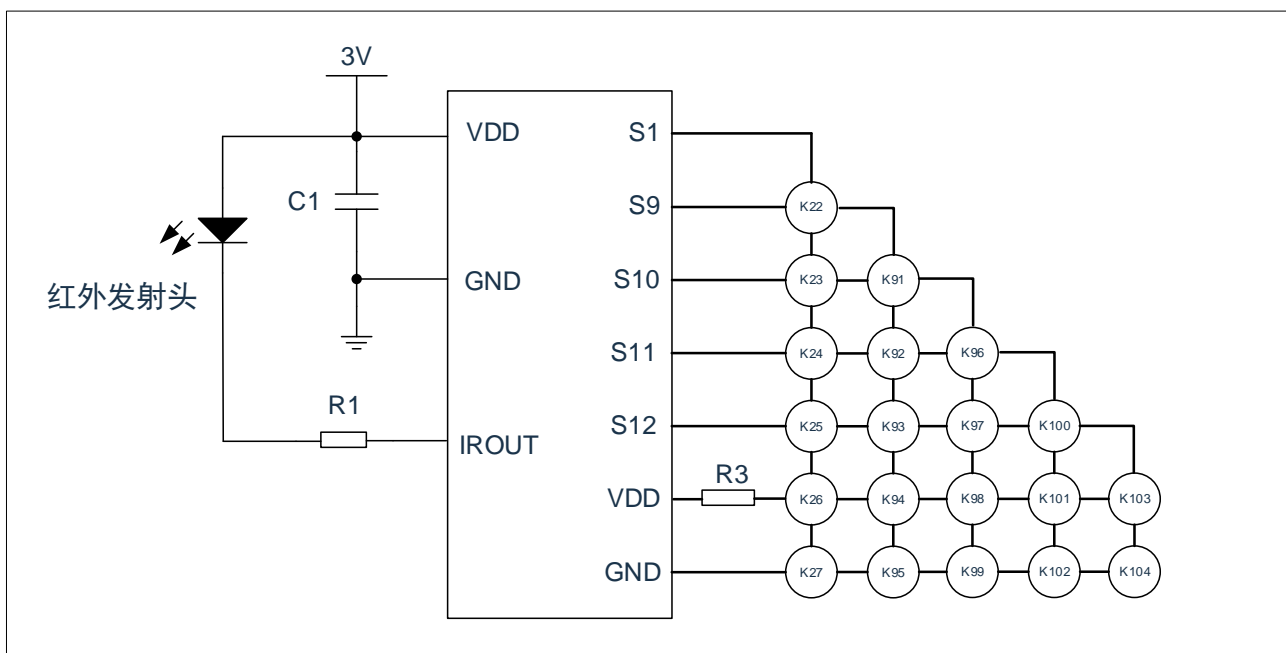 3V
VDD
S1
C1
S9
K22
GND
S10
K23
K91
红外发射头
S11
K24
K92
K96
R1
IROUT
S12
K25
K93
K97
K100
VDD
R3
K26
K94
K98
K101
K103
GND
K27
K95
K99
K102
K104